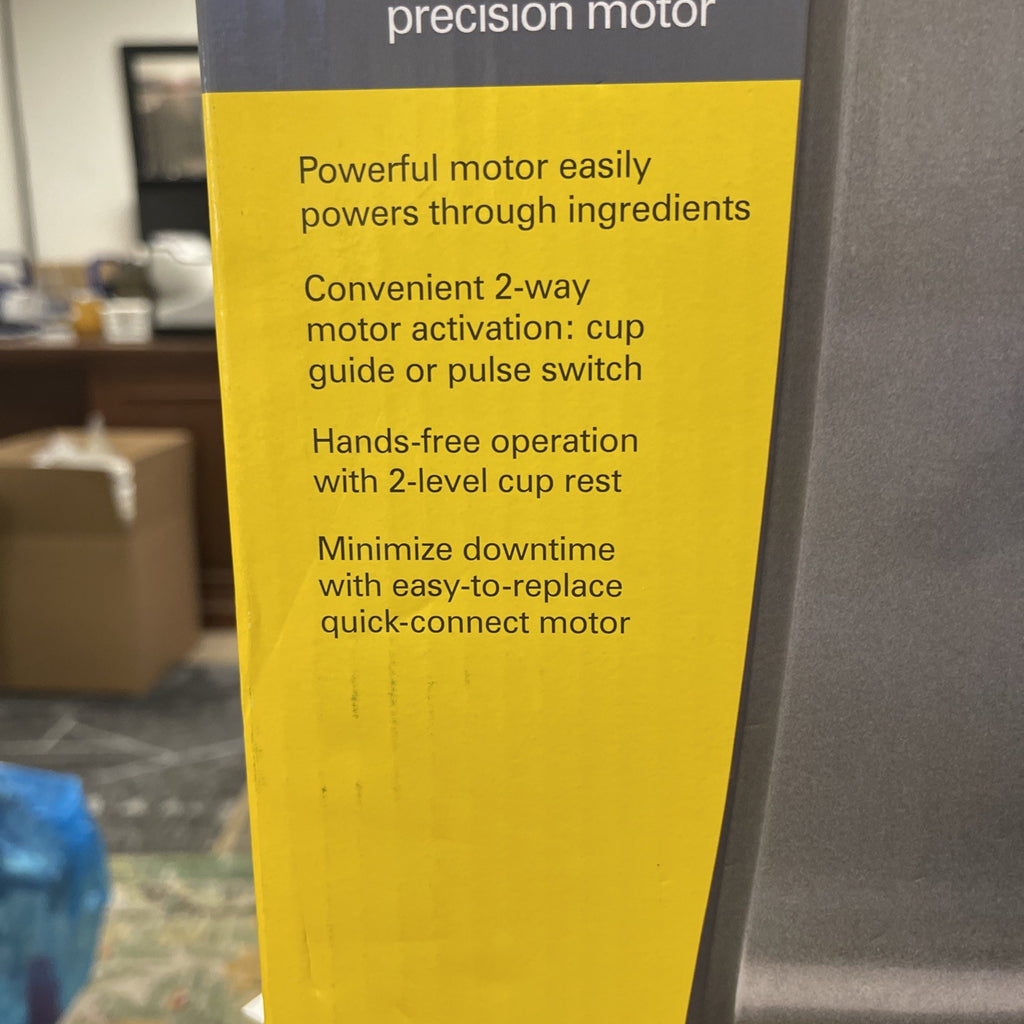 precision motor
Powerful motor easily
powers through ingredients
Convenient 2-way
motor activation: cup
guide or pulse switch
Hands-free operation
with 2-level cup rest
Minimize downtime
with easy-to-replace
quick-connect motor